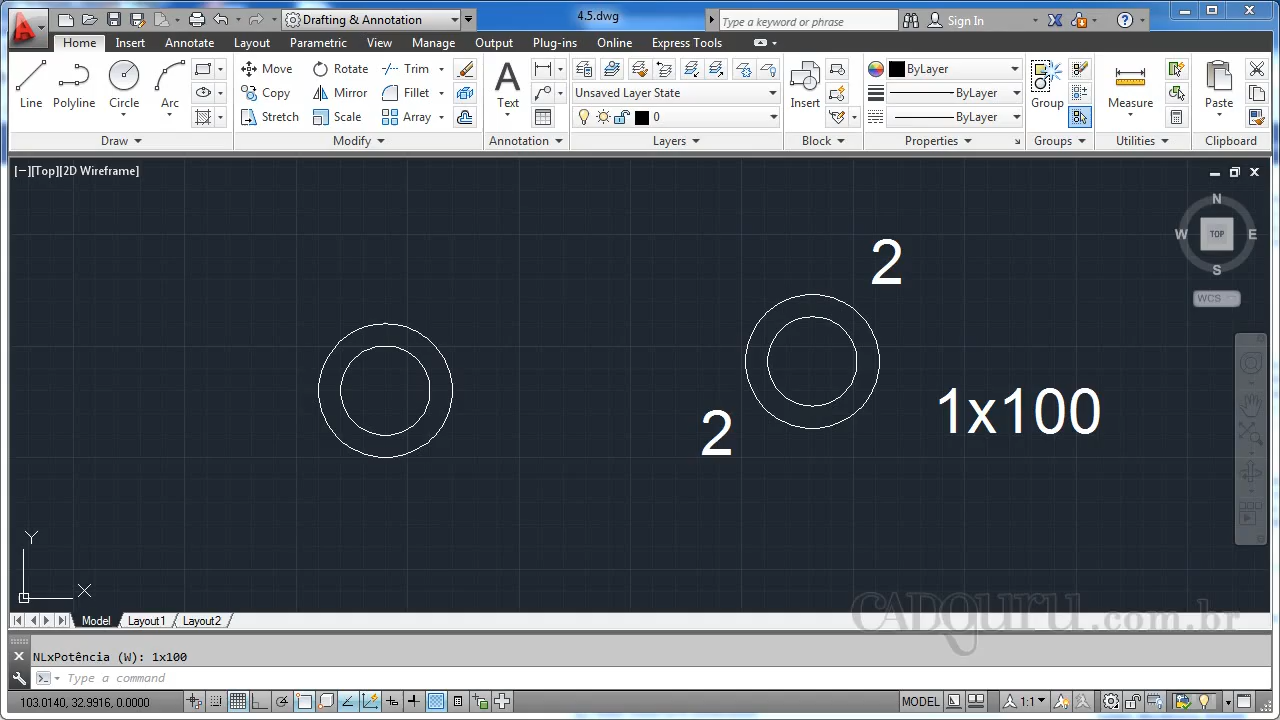 Drafting & Annotation
4.5.dwg
Type a keyword or phrase
Sign In
Home Insert Annotate Layout Parametric View Manage Output Plug-ins Online Express Tools
Line
Polyline
Circle
Arc
Draw
Move
Rotate
Trim
Copy
Mirror
Fillet
Stretch
Scale
Array
Modify
Text
Annotation
Unsaved Layer State
0
Layers
Insert
Block
ByLayer
ByLayer
ByLayer
Properties
Group
Groups
Measure
Utilities
Paste
Clipboard
[−][Top][2D Wireframe]
N
W
TOP
E
S
WCS
2
2
1x100
Y
X
CADguru.com.br
Model
Layout1
Layout2
NLxPotência (W): 1x100
Type a command
103.0140, 32.9916, 0.0000
MODEL
1:1